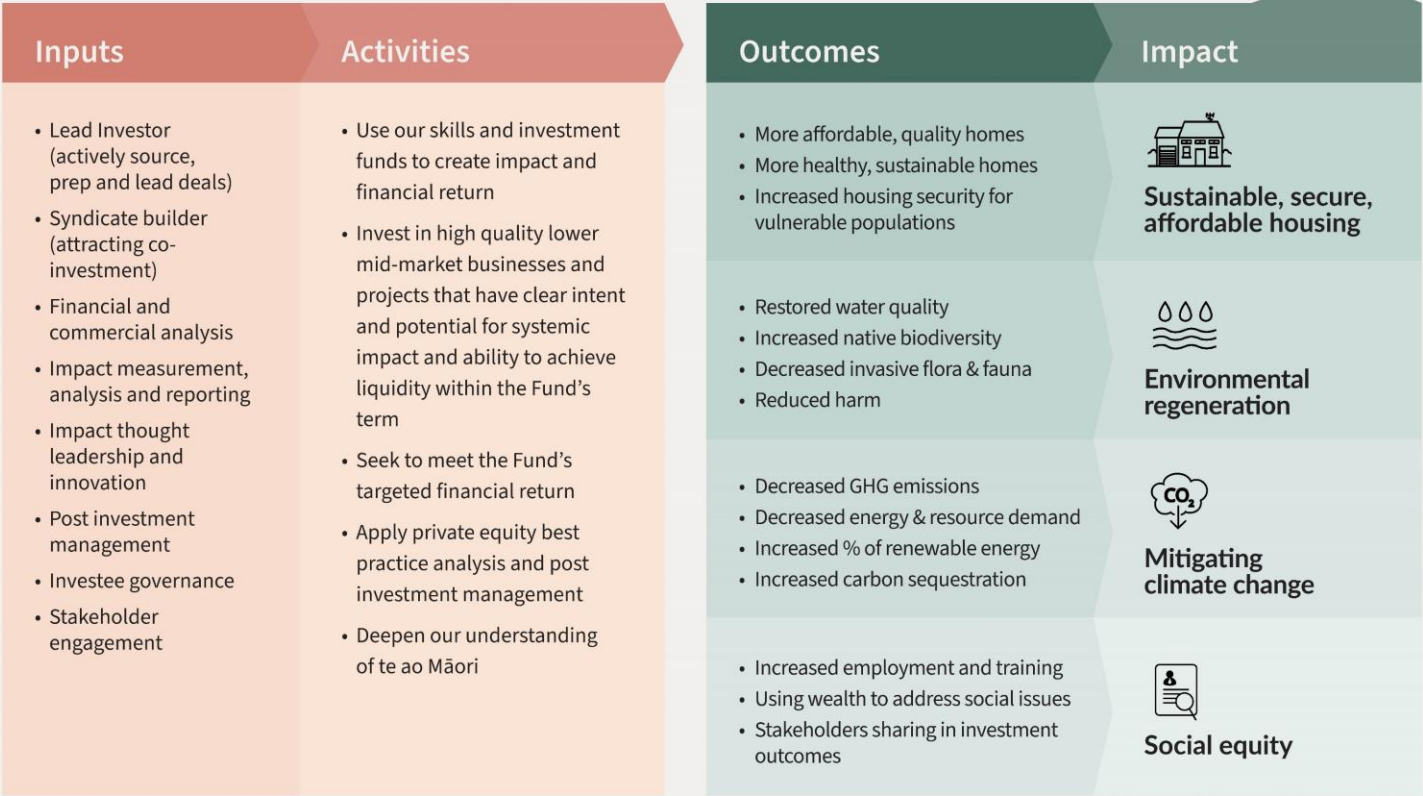 Inputs
• Lead Investor
(actively source,
prep and lead deals)
• Syndicate builder
(attracting co-
investment)
• Financial and
commercial analysis
• Impact measurement,
analysis and reporting
• Impact thought
leadership and
innovation
• Post investment
management
• Investee governance
• Stakeholder
engagement
Activities
• Use our skills and investment
funds to create impact and
financial return
• Invest in high quality lower
mid-market businesses and
projects that have clear intent
and potential for systemic
impact and ability to achieve
liquidity within the Fund’s
term
• Seek to meet the Fund’s
targeted financial return
• Apply private equity best
practice analysis and post
investment management
• Deepen our understanding
of te ao Māori
Outcomes
Impact
• More affordable, quality homes
• More healthy, sustainable homes
• Increased housing security for
vulnerable populations
Sustainable, secure,
affordable housing
• Restored water quality
• Increased native biodiversity
• Decreased invasive flora & fauna
• Reduced harm
Environmental
regeneration
• Decreased GHG emissions
• Decreased energy & resource demand
• Increased % of renewable energy
• Increased carbon sequestration
CO₂
Mitigating
climate change
• Increased employment and training
• Using wealth to address social issues
• Stakeholders sharing in investment
outcomes
Social equity